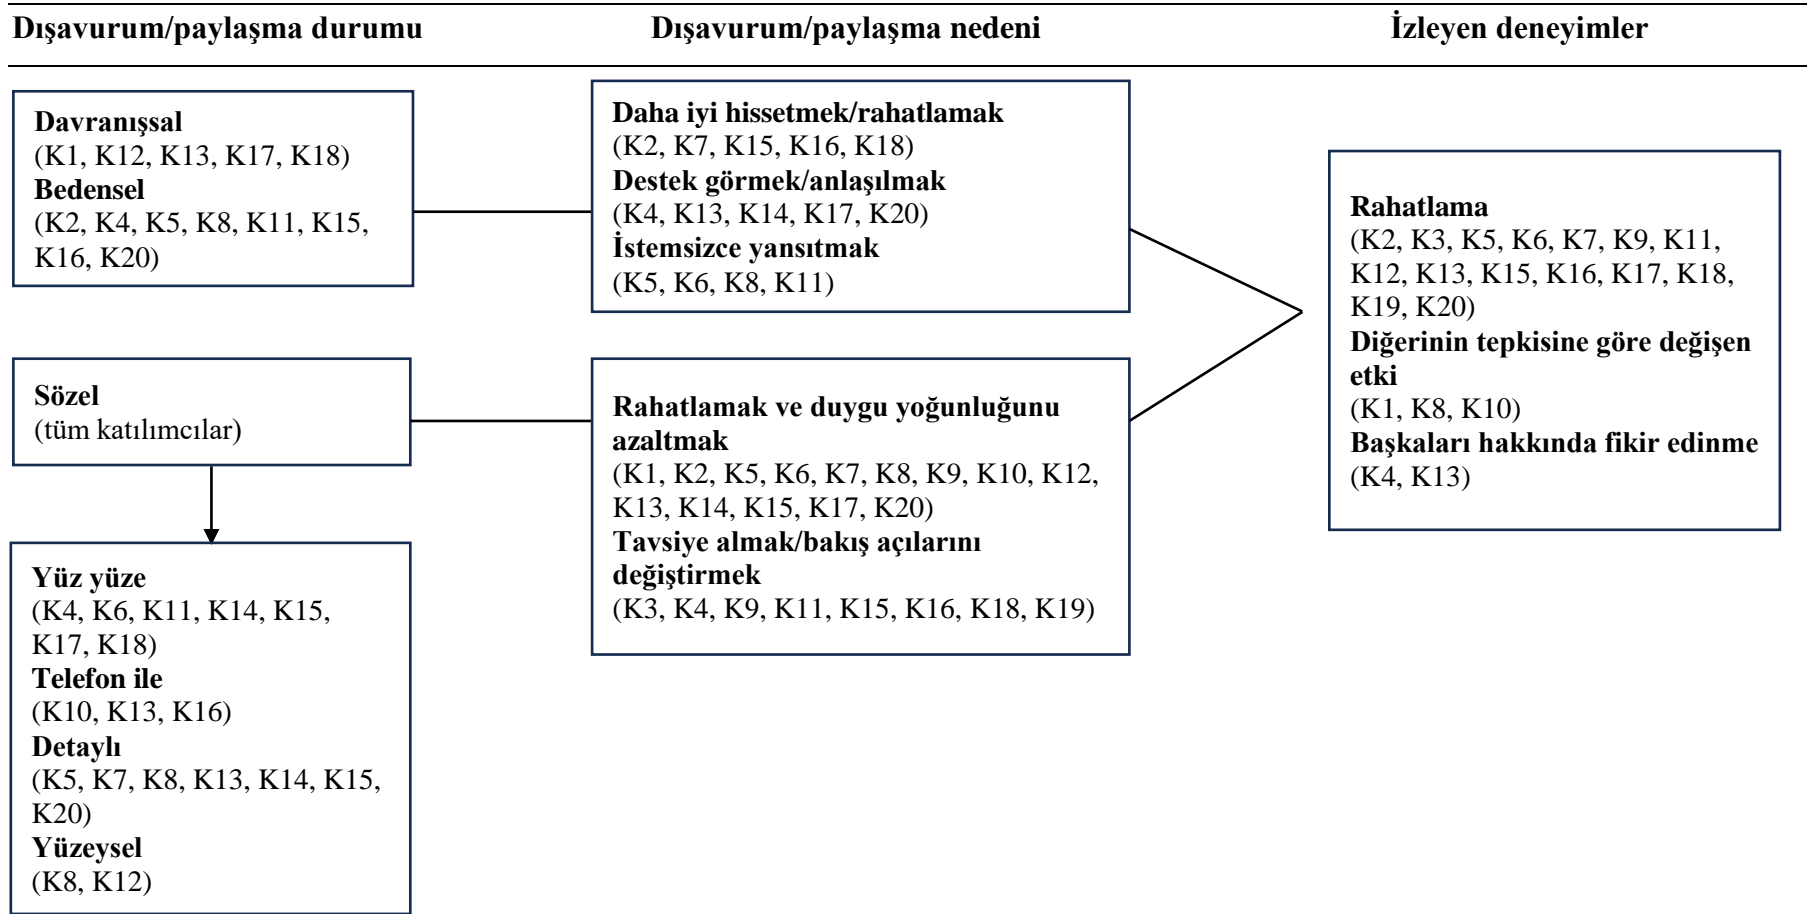 Dışavurum/paylaşma durumu
Dışavurum/paylaşma nedeni
İzleyen deneyimler
Davranışsal
(K1, K12, K13, K17, K18)
Bedensel
(K2, K4, K5, K8, K11, K15,
K16, K20)
Sözel
(tüm katılımcılar)
Yüz yüze
(K4, K6, K11, K14, K15,
K17, K18)
Telefon ile
(K10, K13, K16)
Detaylı
(K5, K7, K8, K13, K14, K15,
K20)
Yüzeysel
(K8, K12)
Daha iyi hissetmek/rahatlamak
(K2, K7, K15, K16, K18)
Destek görmek/anlaşılmak
(K4, K13, K14, K17, K20)
İstemsizce yansıtmak
(K5, K6, K8, K11)
Rahatlamak ve duygu yoğunluğunu
azaltmak
(K1, K2, K5, K6, K7, K8, K9, K10, K12,
K13, K14, K15, K17, K20)
Tavsiye almak/bakış açılarını
değiştirmek
(K3, K4, K9, K11, K15, K16, K18, K19)
Rahatlama
(K2, K3, K5, K6, K7, K9, K11,
K12, K13, K15, K16, K17, K18,
K19, K20)
Diğerinin tepkisine göre değişen
etki
(K1, K8, K10)
Başkaları hakkında fikir edinme
(K4, K13)